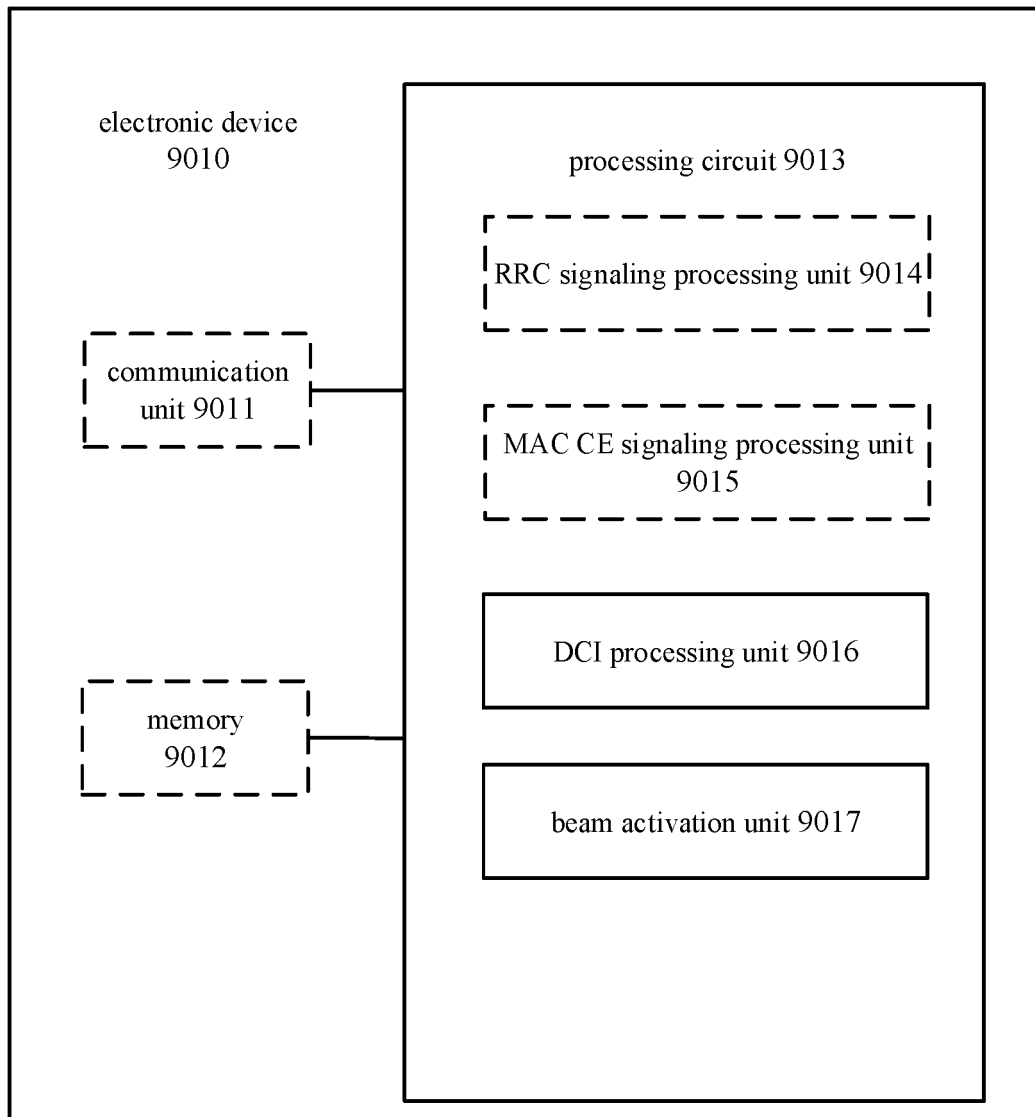 electronic device
9010
processing circuit 9013
RRC signaling processing unit 9014
communication
unit 9011
MAC CE signaling processing unit
9015
DCI processing unit 9016
memory
9012
beam activation unit 9017